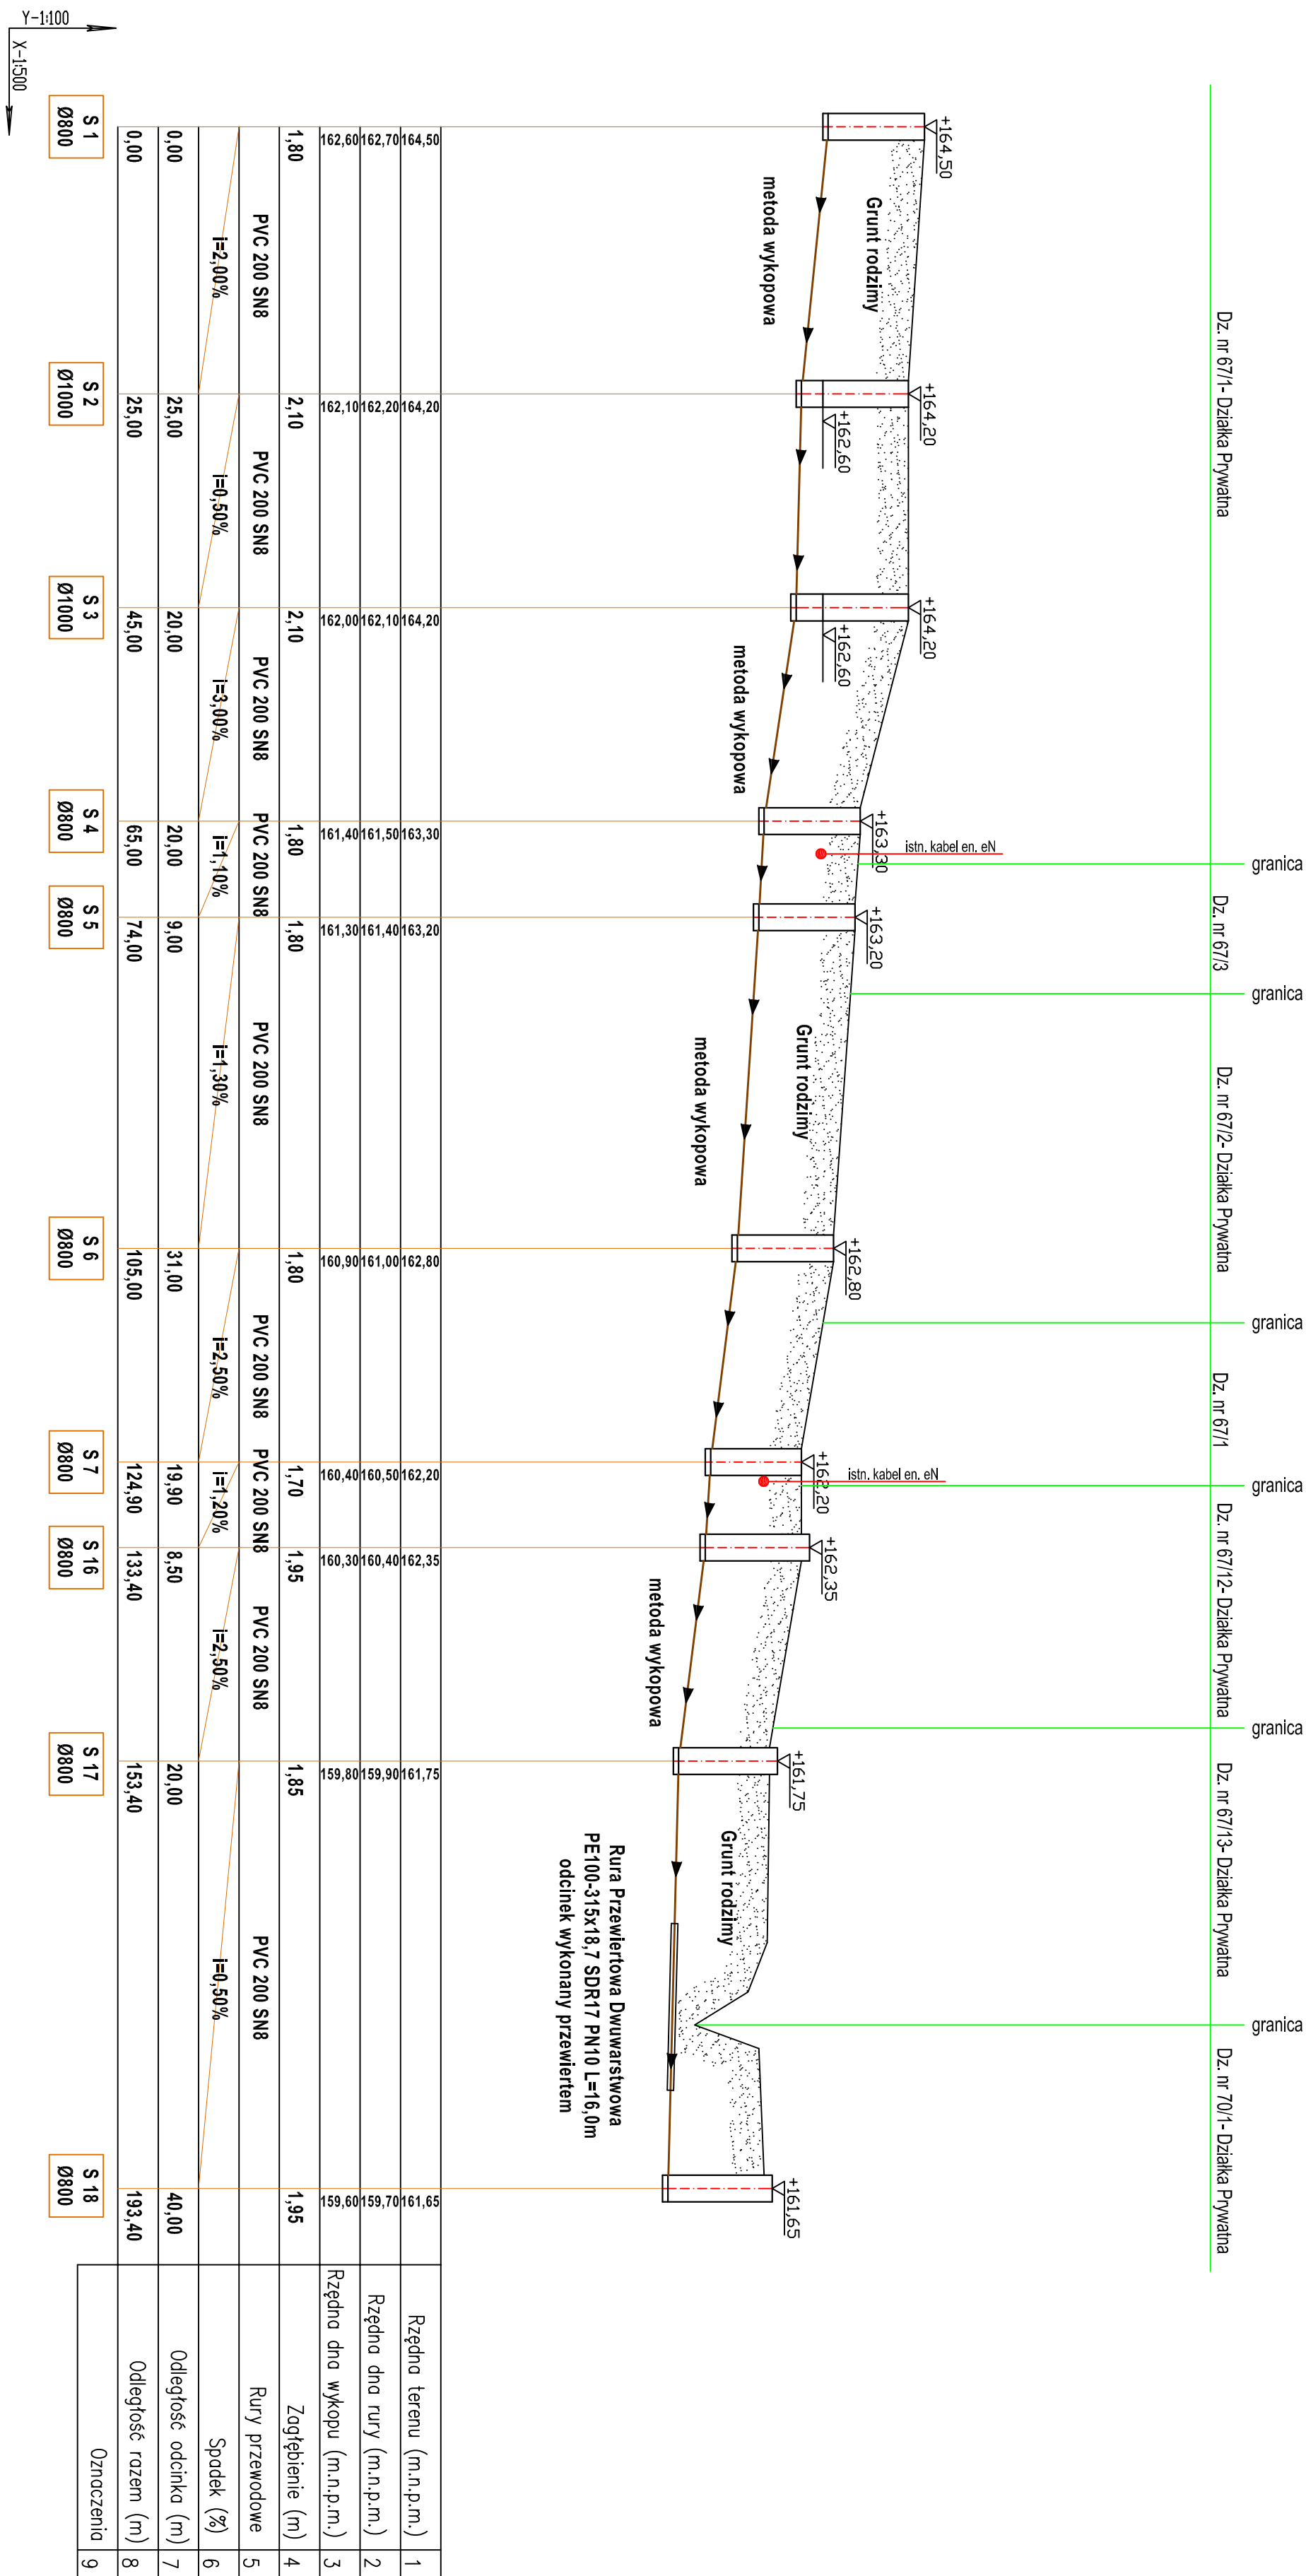 Dz. nr 67/1- Działka Prywatna
granica
Dz. nr 67/3
granica
Dz. nr 67/2- Działka Prywatna
granica
Dz. nr 67/1
granica
Dz. nr 67/12- Działka Prywatna
granica
Dz. nr 67/13- Działka Prywatna
granica
Dz. nr 70/1- Działka Prywatna
+164,50
+164,20
+164,20
+163,30
+163,20
+162,80
+162,20
+162,35
+161,75
+161,65
istn. kabel en. eN
istn. kabel en. eN
+162,60
+162,60
Grunt rodzimy
Grunt rodzimy
Grunt rodzimy
metoda wykopowa
metoda wykopowa
metoda wykopowa
metoda wykopowa
Rura Przewiertowa Dwuwarstwowa
PE100-315x18,7 SDR17 PN10 L=16,0m
odcinek wykonany przewiertem
164,50 164,20 164,20 163,30 163,20 162,80 162,20 162,35 161,75 161,65 Rzędna terenu (m.n.p.m.) 1
162,70 162,20 162,10 161,50 161,40 161,00 160,50 160,40 159,90 159,70 Rzędna dna rury (m.n.p.m.) 2
162,60 162,10 162,00 161,40 161,30 160,90 160,40 160,30 159,80 159,60 Rzędna dna wykopu (m.n.p.m.) 3
1,80 2,10 2,10 1,80 1,80 1,80 1,70 1,95 1,85 1,95 Zagłębienie (m) 4
PVC 200 SN8 PVC 200 SN8 PVC 200 SN8 PVC 200 SN8 PVC 200 SN8 PVC 200 SN8 PVC 200 SN8 PVC 200 SN8 PVC 200 SN8 Rury przewodowe 5
i=2,00% i=0,50% i=3,00% i=1,10% i=1,30% i=2,50% i=1,20% i=2,50% i=0,50% Spadek (%) 6
0,00 25,00 20,00 20,00 9,00 31,00 19,90 8,50 20,00 40,00 Odległość odcinka (m) 7
0,00 25,00 45,00 65,00 74,00 105,00 124,90 133,40 153,40 193,40 Odległość razem (m) 8
S 1 S 2 S 3 S 4 S 5 S 6 S 7 S 16 S 17 S 18 Oznaczenia 9
Ø800 Ø1000 Ø1000 Ø800 Ø800 Ø800 Ø800 Ø800 Ø800 Ø800
Y-1:100
X-1:500